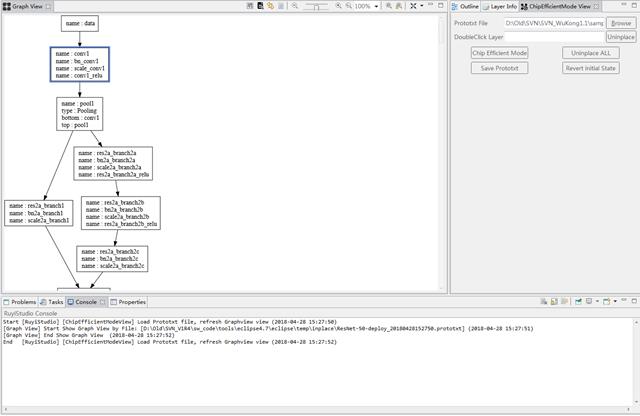 Graph View
100%
name : data
name : conv1
name : bn_conv1
name : scale_conv1
name : conv1_relu
name : pool1
type : Pooling
bottom : conv1
top : pool1
name : res2a_branch2a
name : bn2a_branch2a
name : scale2a_branch2a
name : res2a_branch2a_relu
name : res2a_branch1
name : bn2a_branch1
name : scale2a_branch1
name : res2a_branch2b
name : bn2a_branch2b
name : scale2a_branch2b
name : res2a_branch2b_relu
name : res2a_branch2c
name : bn2a_branch2c
name : scale2a_branch2c
Outline Layer Info ChipEfficientMode View
Prototxt File D:\Old\SVN\SVN_WuKong1.1\samp Browse
DoubleClick Layer Uninplace
Chip Efficient Mode Uninplace ALL
Save Prototxt Revert Initial State
Problems Tasks Console Properties
RuyiStudio Console
Start [RuyiStudio] [ChipEfficientModeView] Load Prototxt file, refresh Graphview view (2018-04-28 15:27:50)
[Graph View] Start Show Graph View by File: [D:\Old\SVN_V1R4\sw_code\tools\eclipse4.7\eclipse\temp\inplace\ResNet-50-deploy_20180428152750.prototxt] (2018-04-28 15:27:51)
[Graph View] End Show Graph View (2018-04-28 15:27:52)
End [RuyiStudio] [ChipEfficientModeView] Load Prototxt file, refresh Graphview view (2018-04-28 15:27:52)